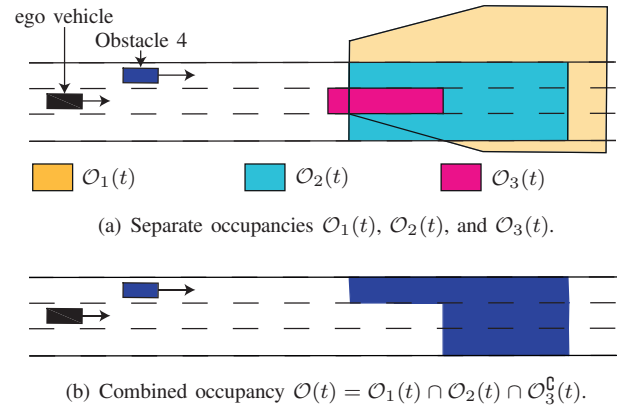 ego vehicle
Obstacle 4
𝒪₁(t) 𝒪₂(t) 𝒪₃(t)
(a) Separate occupancies 𝒪₁(t), 𝒪₂(t), and 𝒪₃(t).
(b) Combined occupancy 𝒪(t) = 𝒪₁(t) ∩ 𝒪₂(t) ∩ 𝒪₃^∁(t).